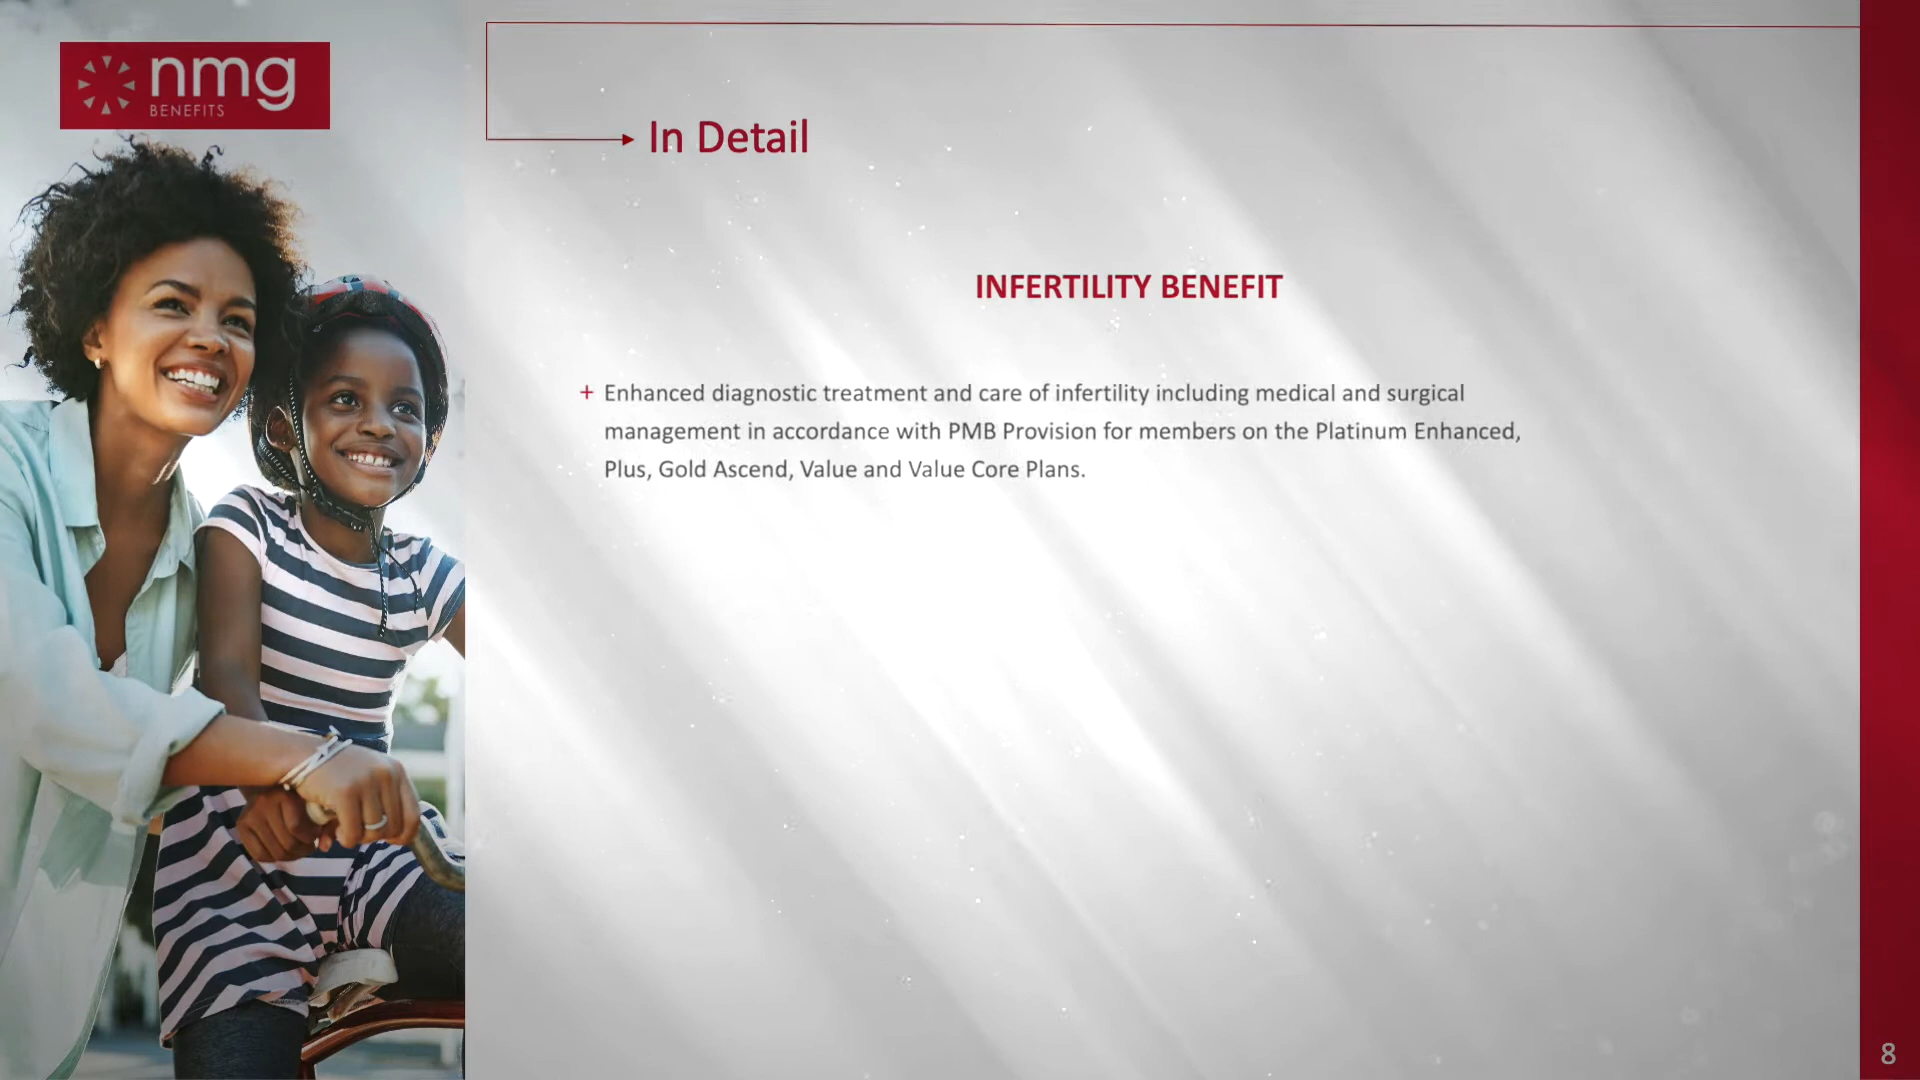 nmg
BENEFITS
In Detail
INFERTILITY BENEFIT
+ Enhanced diagnostic treatment and care of infertility including medical and surgical
management in accordance with PMB Provision for members on the Platinum Enhanced,
Plus, Gold Ascend, Value and Value Core Plans.
8